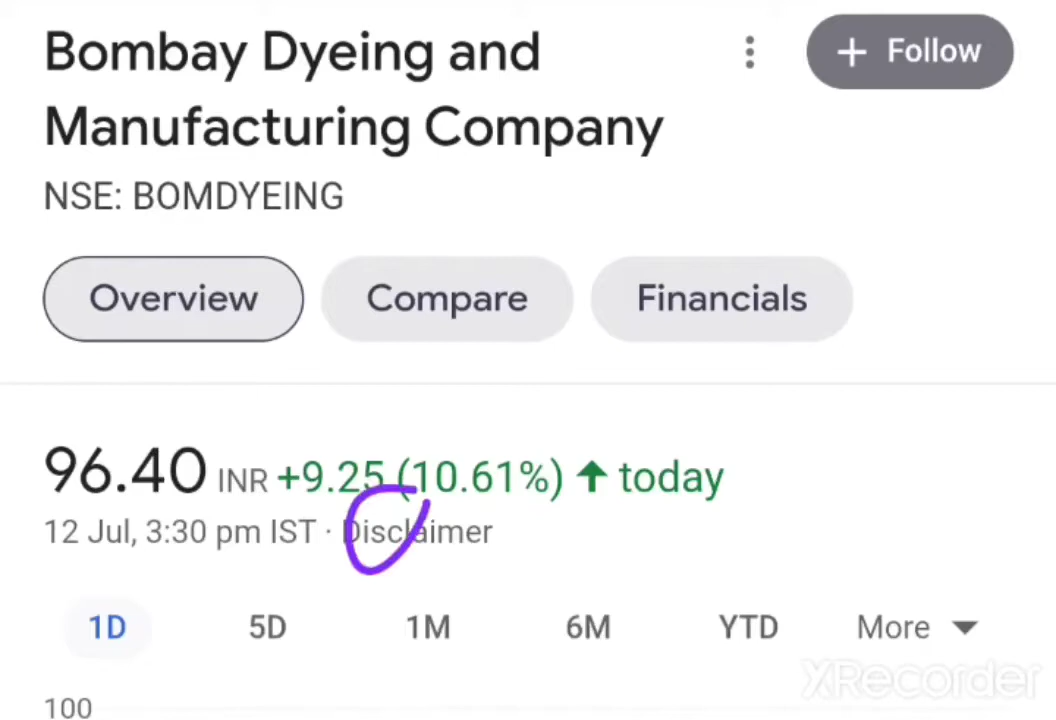 Bombay Dyeing and
Manufacturing Company
+ Follow
NSE: BOMDYEING
Overview Compare Financials
96.40 INR +9.25 (10.61%) ↑ today
12 Jul, 3:30 pm IST · Disclaimer
1D 5D 1M 6M YTD More
XRecorder
100